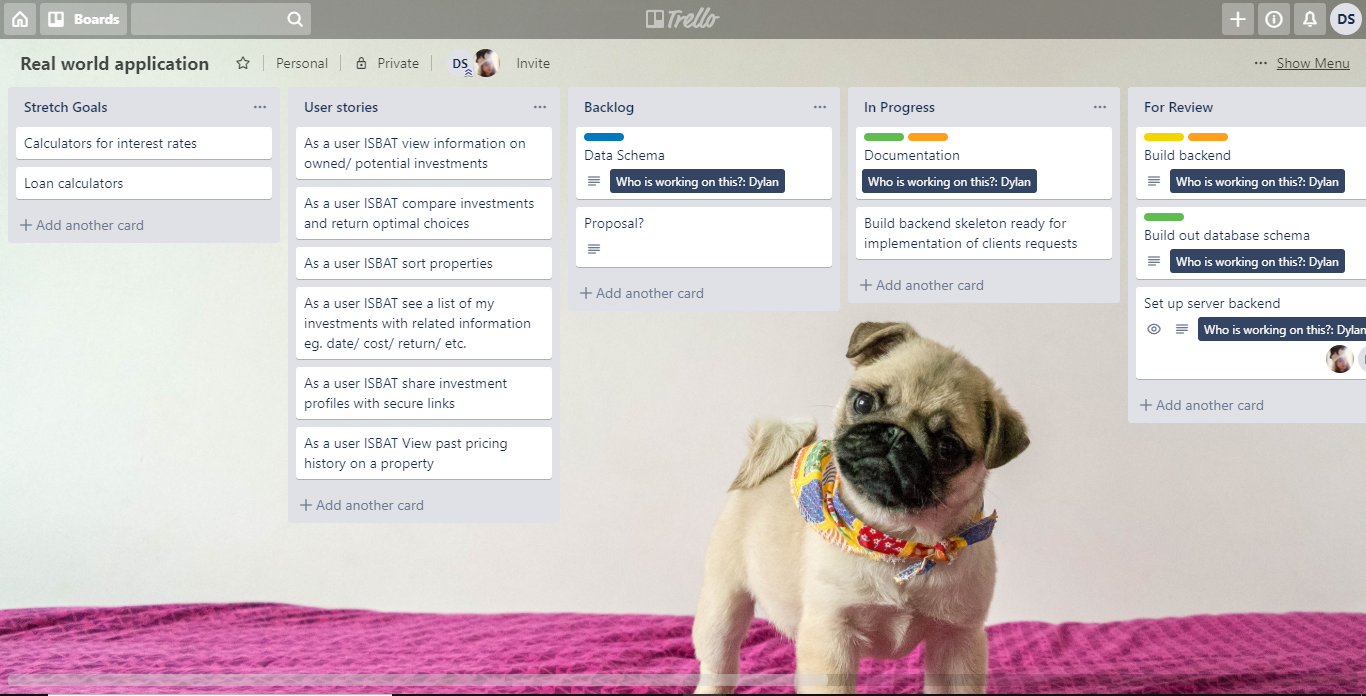 Boards
Trello
DS
Real world application
Personal
Private
DS
Invite
Show Menu
Stretch Goals
Calculators for interest rates
Loan calculators
Add another card
User stories
As a user ISBAT view information on
owned/ potential investments
As a user ISBAT compare investments
and return optimal choices
As a user ISBAT sort properties
As a user ISBAT see a list of my
investments with related information
eg. date/ cost/ return/ etc.
As a user ISBAT share investment
profiles with secure links
As a user ISBAT View past pricing
history on a property
Add another card
Backlog
Data Schema
Who is working on this?: Dylan
Proposal?
Add another card
In Progress
Documentation
Who is working on this?: Dylan
Build backend skeleton ready for
implementation of clients requests
Add another card
For Review
Build backend
Who is working on this?: Dylan
Build out database schema
Who is working on this?: Dylan
Set up server backend
Who is working on this?: Dylan
Add another card